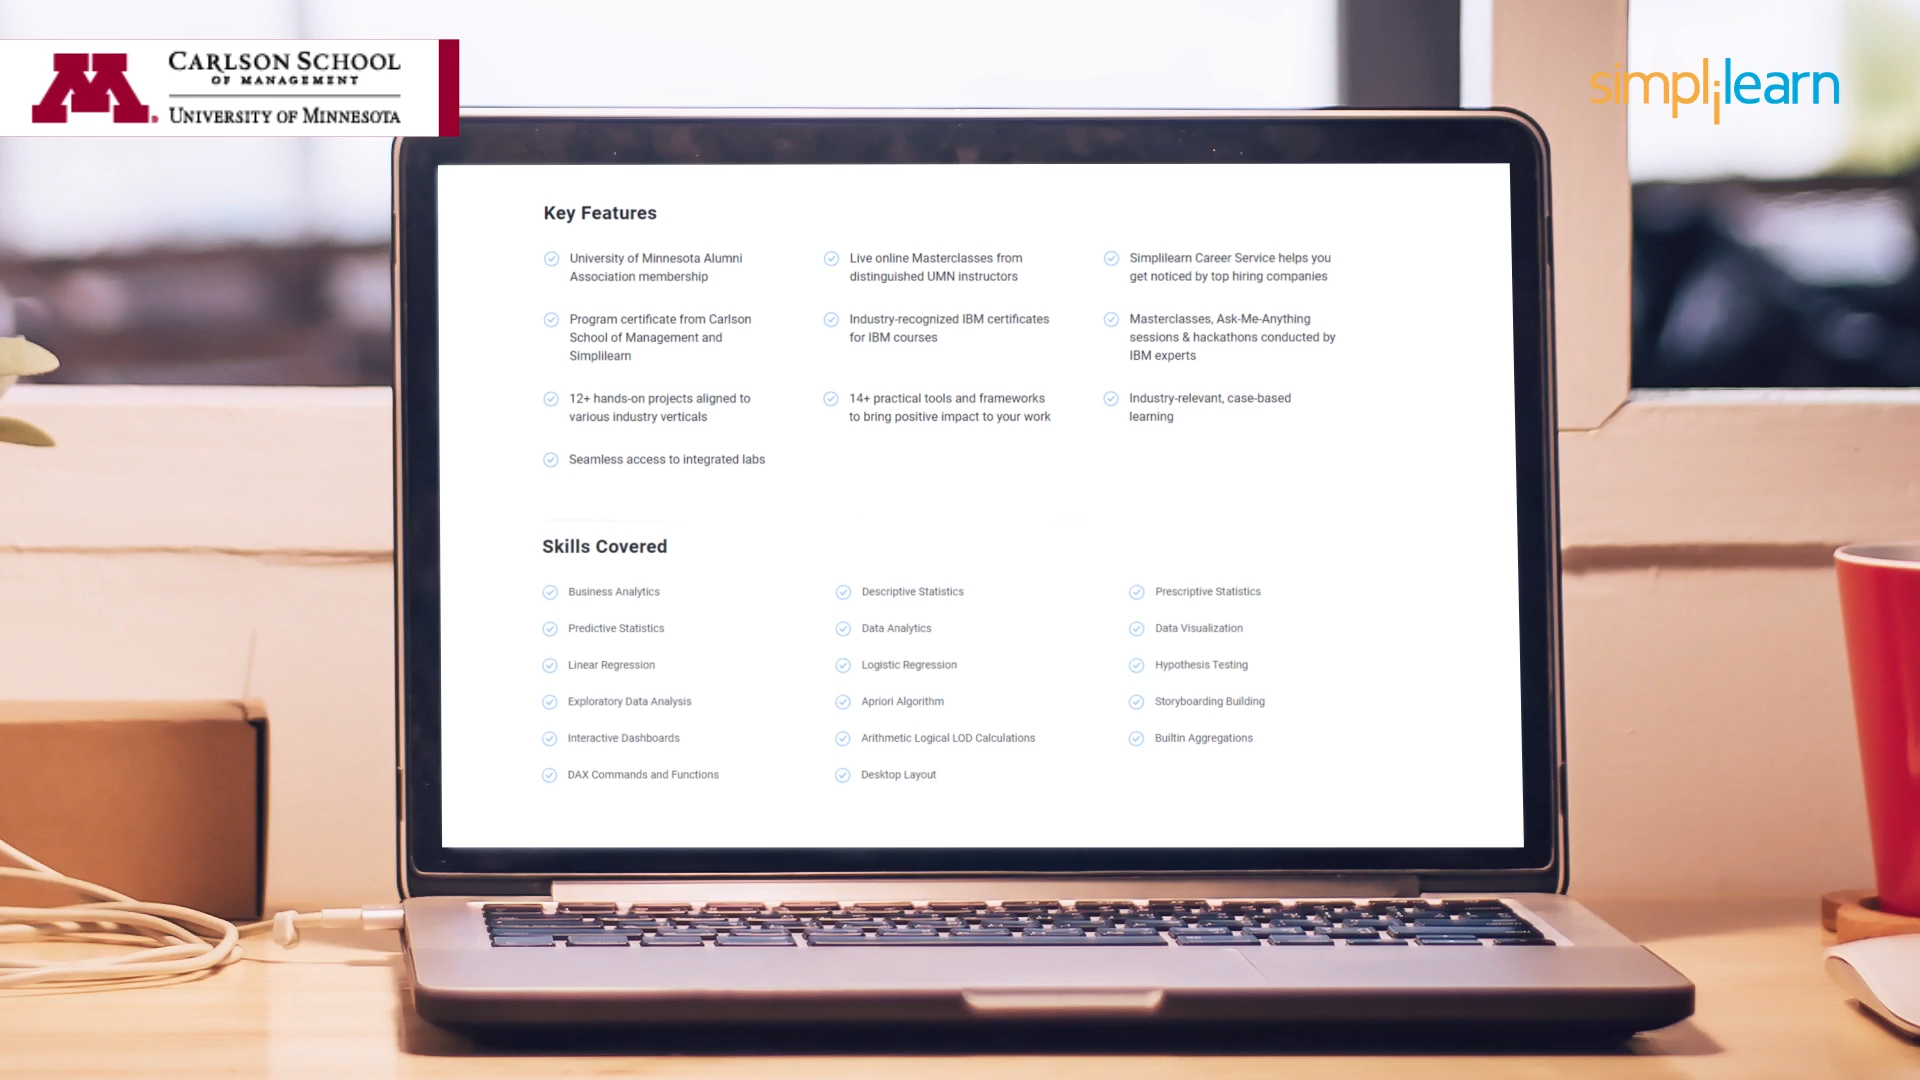 CARLSON SCHOOL
OF MANAGEMENT
UNIVERSITY OF MINNESOTA
simplilearn
Key Features
University of Minnesota Alumni
Association membership
Live online Masterclasses from
distinguished UMN instructors
Simplilearn Career Service helps you
get noticed by top hiring companies
Program certificate from Carlson
School of Management and
Simplilearn
Industry-recognized IBM certificates
for IBM courses
Masterclasses, Ask-Me-Anything
sessions & hackathons conducted by
IBM experts
12+ hands-on projects aligned to
various industry verticals
14+ practical tools and frameworks
to bring positive impact to your work
Industry-relevant, case-based
learning
Seamless access to integrated labs
Skills Covered
Business Analytics
Descriptive Statistics
Prescriptive Statistics
Predictive Statistics
Data Analytics
Data Visualization
Linear Regression
Logistic Regression
Hypothesis Testing
Exploratory Data Analysis
Apriori Algorithm
Storyboarding Building
Interactive Dashboards
Arithmetic Logical LOD Calculations
Builtin Aggregations
DAX Commands and Functions
Desktop Layout